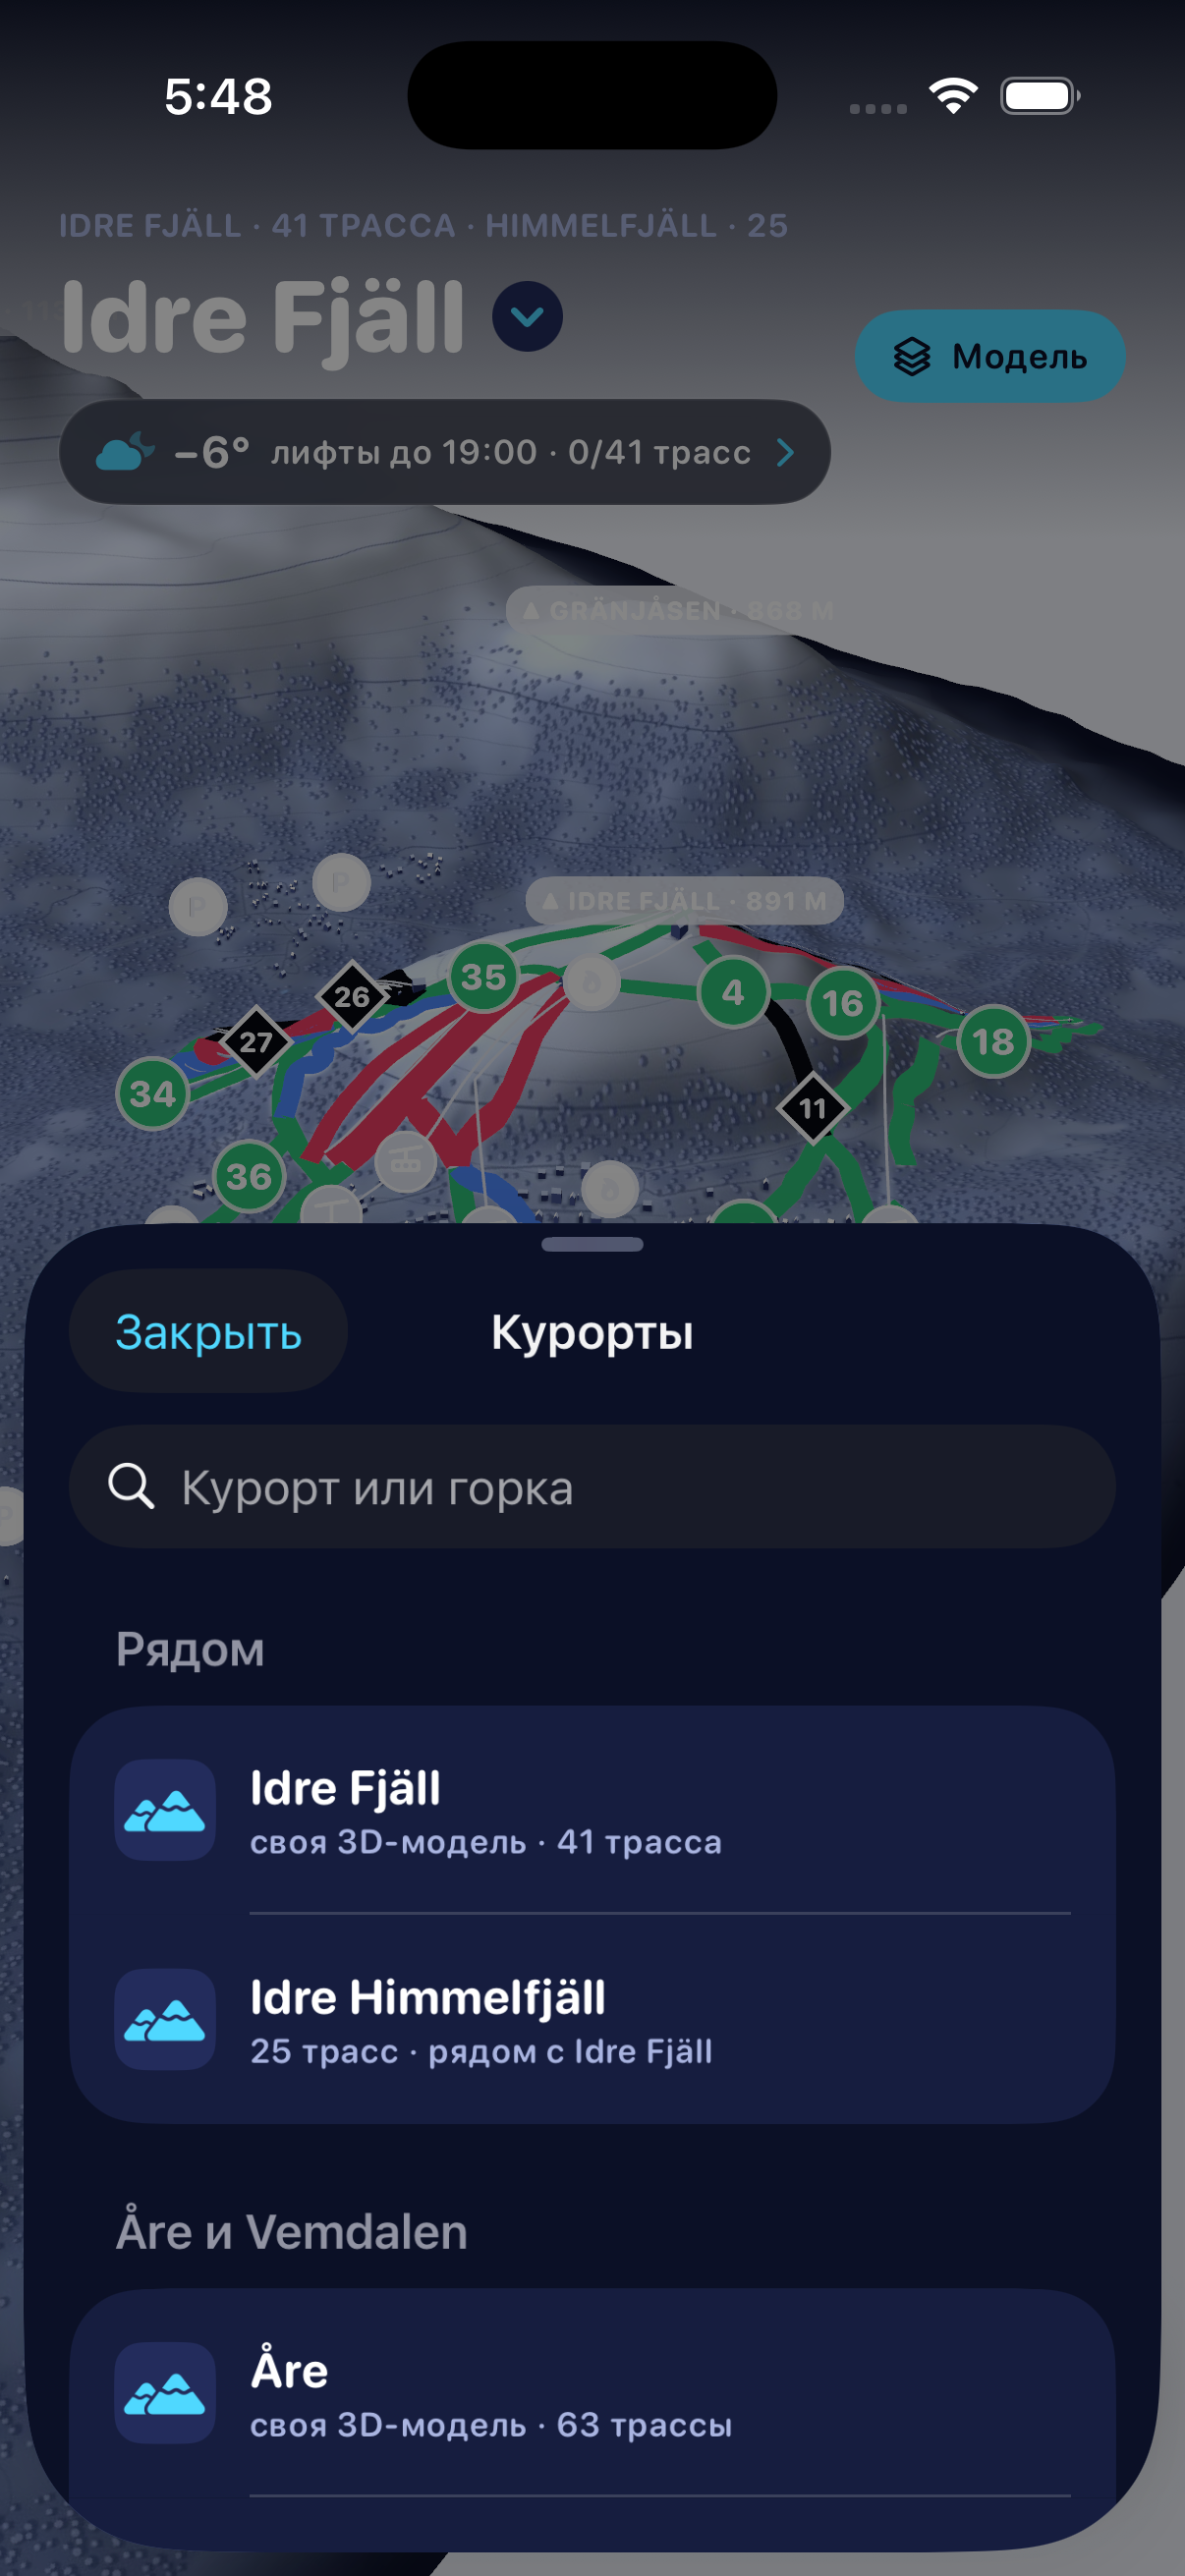 5:48
IDRE FJÄLL · 41 ТРАССА · HIMMELFJÄLL · 25
Idre Fjäll
Модель
−6° лифты до 19:00 · 0/41 трасс
GRÄNJÅSEN · 868 M
P
P
IDRE FJÄLL · 891 M
35
26
4
16
27
18
34
11
36
Закрыть
Курорты
Курорт или горка
Рядом
Idre Fjäll
своя 3D-модель · 41 трасса
Idre Himmelfjäll
25 трасс · рядом с Idre Fjäll
Åre и Vemdalen
Åre
своя 3D-модель · 63 трассы